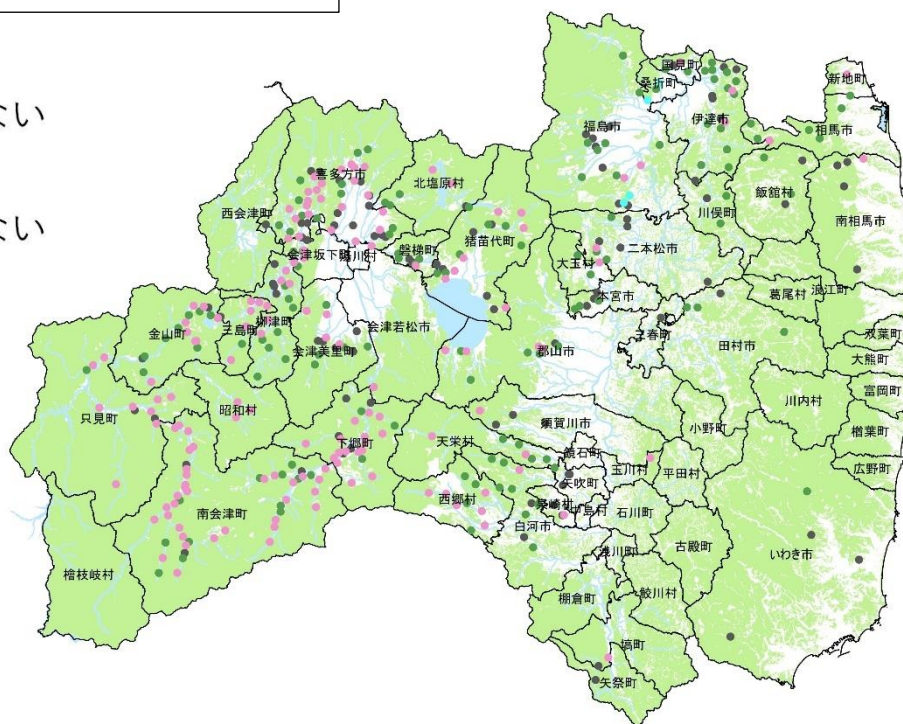 ない
ない
国見町
桑折町
新地町
福島市
伊達市
相馬市
喜多方市
北塩原村
飯舘村
西会津町
川俣町
南相馬市
猪苗代町
会津坂下町
湯川村
磐梯町
大玉村
二本松市
本宮市
葛尾村
浪江町
金山町
三島町
柳津町
会津若松市
会津美里町
郡山市
三春町
田村市
双葉町
大熊町
富岡町
只見町
昭和村
川内村
楢葉町
小野町
須賀川市
下郷町
天栄村
鏡石町
玉川村
平田村
広野町
矢吹町
西郷村
泉崎村
中島村
石川町
南会津町
白河市
古殿町
いわき市
浅川町
檜枝岐村
棚倉町
鮫川村
塙町
矢祭町